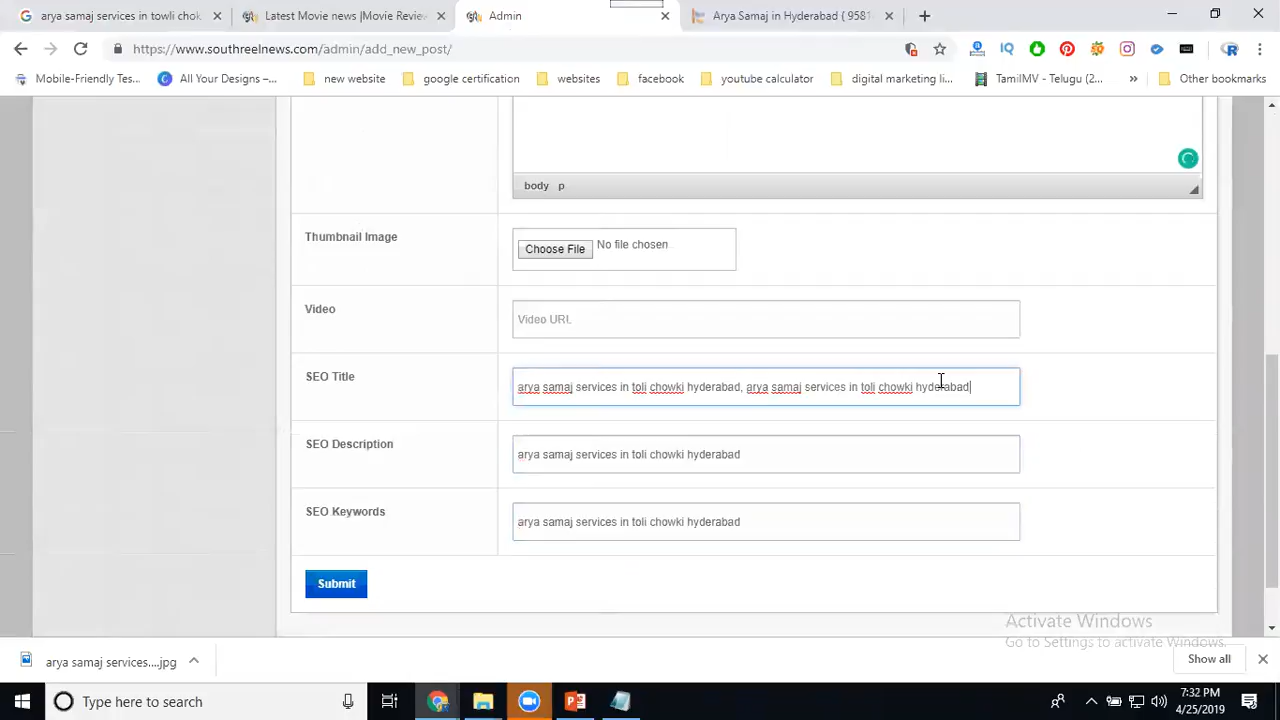 arya samaj services in towli chok
Latest Movie news |Movie Review
Admin
Arya Samaj in Hyderabad ( 9581
https://www.southreelnews.com/admin/add_new_post/
Mobile-Friendly Tes...
All Your Designs –...
new website
google certification
websites
facebook
youtube calculator
digital marketing li...
TamilMV - Telugu (2...
Other bookmarks
body p
Thumbnail Image
Choose File No file chosen
Video
Video URL
SEO Title
arya samaj services in toli chowki hyderabad, arya samaj services in toli chowki hyderabad
SEO Description
arya samaj services in toli chowki hyderabad
SEO Keywords
arya samaj services in toli chowki hyderabad
Submit
Activate Windows
Go to Settings to activate Windows.
arya samaj services....jpg
Show all
Type here to search
7:32 PM
4/25/2019